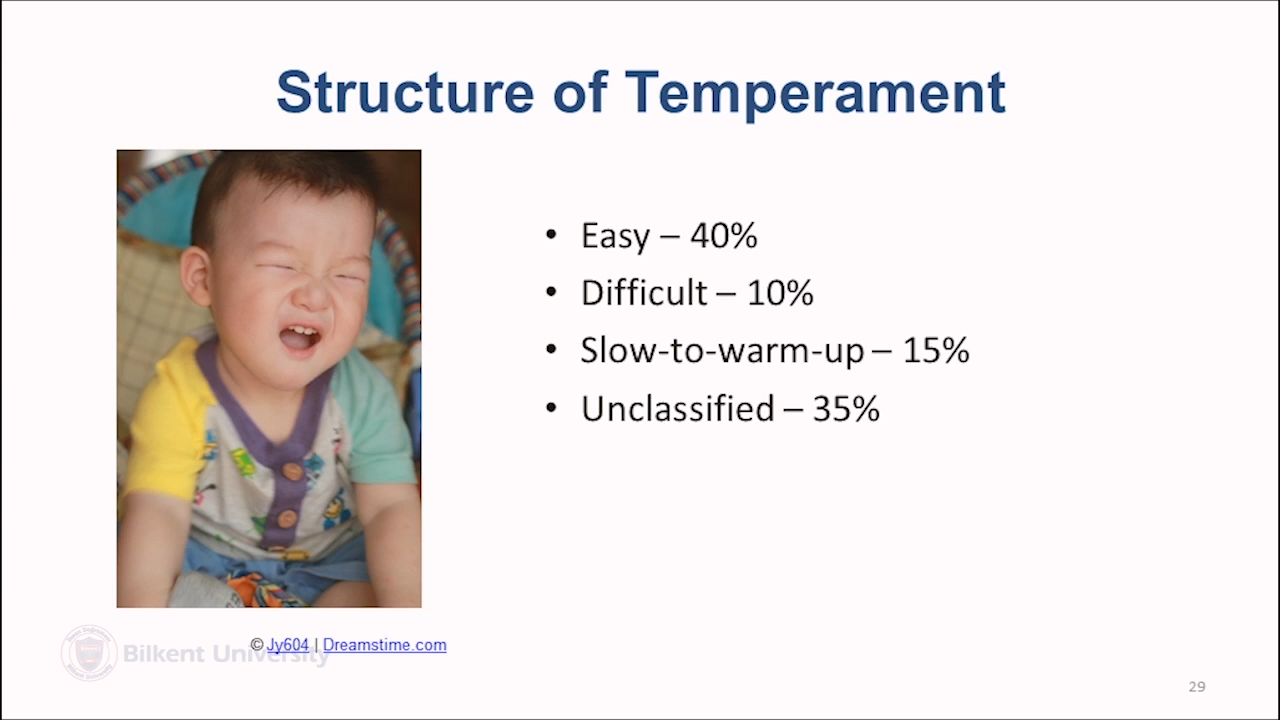 Structure of Temperament
• Easy – 40%
• Difficult – 10%
• Slow-to-warm-up – 15%
• Unclassified – 35%
© Jy604 | Dreamstime.com
Bilkent University
29